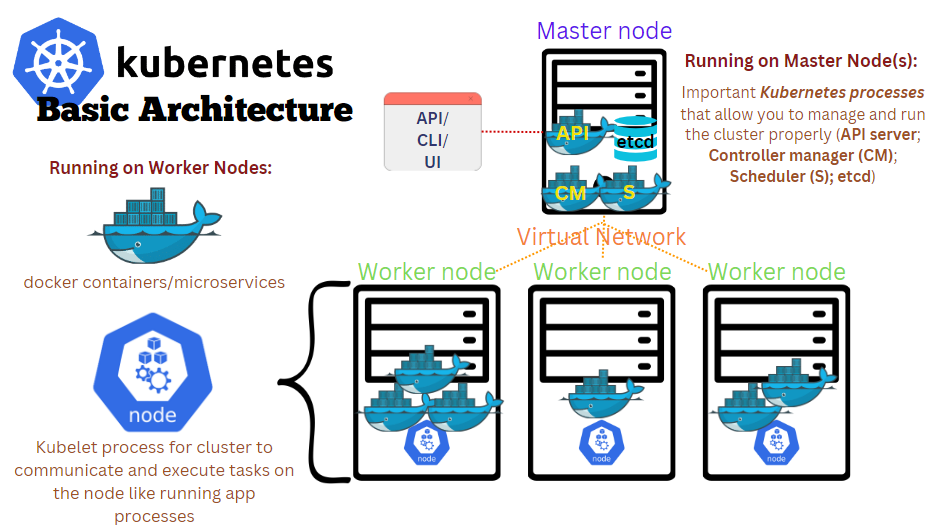 kubernetes
Basic Architecture
Running on Worker Nodes:
docker containers/microservices
node
Kubelet process for cluster to
communicate and execute tasks on
the node like running app
processes
API/
CLI/
UI
Master node
API
etcd
CM
S
Running on Master Node(s):
Important Kubernetes processes
that allow you to manage and run
the cluster properly (API server;
Controller manager (CM);
Scheduler (S); etcd)
Virtual Network
Worker node
Worker node
Worker node
node
node
node